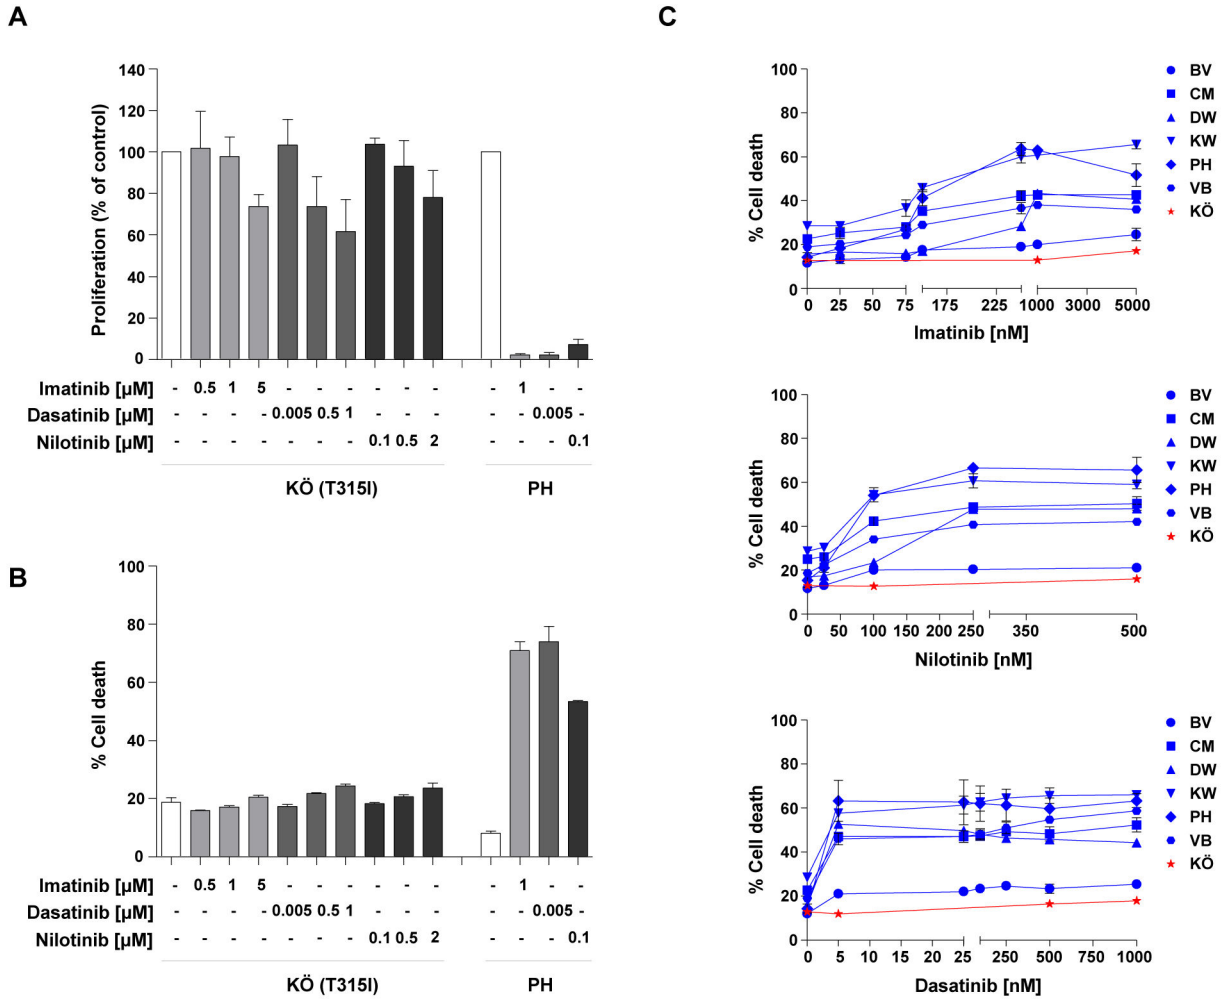 A
140
120
100
80
60
40
20
0
Proliferation (% of control)
Imatinib [µM] - 0.5 1 5 - - - - - - - 1 - -
Dasatinib [µM] - - - - 0.005 0.5 1 - - - - - 0.005 -
Nilotinib [µM] - - - - - - - 0.1 0.5 2 - - - 0.1
KÖ (T315I) PH
B
100
80
60
40
20
0
% Cell death
Imatinib [µM] - 0.5 1 5 - - - - - - - 1 - -
Dasatinib [µM] - - - - 0.005 0.5 1 - - - - - 0.005 -
Nilotinib [µM] - - - - - - - 0.1 0.5 2 - - - 0.1
KÖ (T315I) PH
C
100
80
60
40
20
0
% Cell death
0 25 50 75 175 225 1000 3000 5000
Imatinib [nM]
BV
CM
DW
KW
PH
VB
KÖ
100
80
60
40
20
0
% Cell death
0 50 100 150 200 250 350 500
Nilotinib [nM]
BV
CM
DW
KW
PH
VB
KÖ
100
80
60
40
20
0
% Cell death
0 5 10 15 20 25 250 500 750 1000
Dasatinib [nM]
BV
CM
DW
KW
PH
VB
KÖ